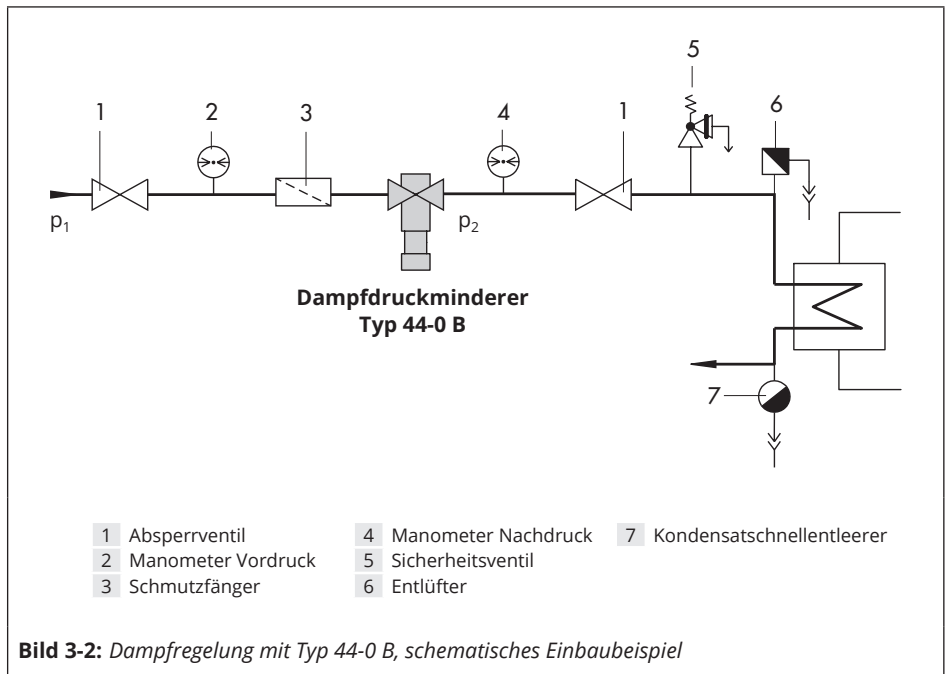 5
1
2
3
4
1
6
p1
p2
Dampfdruckminderer
Typ 44-0 B
7
1 Absperrventil
2 Manometer Vordruck
3 Schmutzfänger
4 Manometer Nachdruck
5 Sicherheitsventil
6 Entlüfter
7 Kondensatschnellentleerer
Bild 3-2: Dampfregelung mit Typ 44-0 B, schematisches Einbaubeispiel